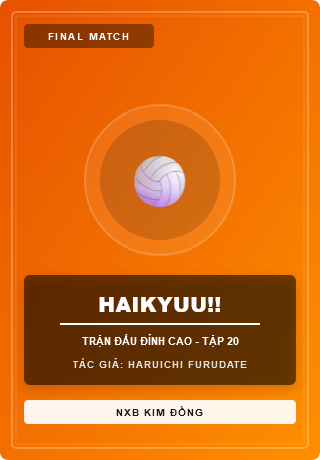 FINAL MATCH
HAIKYUU!!
TRẬN ĐẤU ĐỈNH CAO - TẬP 20
TÁC GIẢ: HARUICHI FURUDATE
NXB KIM ĐỒNG